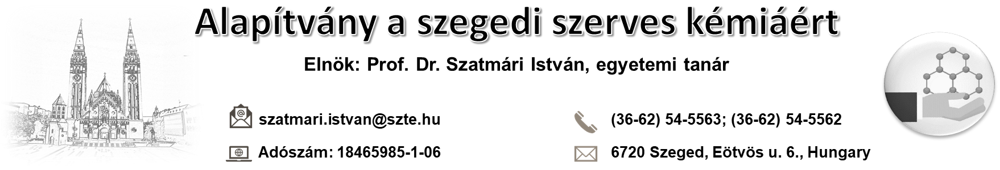 Alapítvány a szegedi szerves kémiáért
Elnök: Prof. Dr. Szatmári István, egyetemi tanár
szatmari.istvan@szte.hu
(36-62) 54-5563; (36-62) 54-5562
Adószám: 18465985-1-06
6720 Szeged, Eötvös u. 6., Hungary